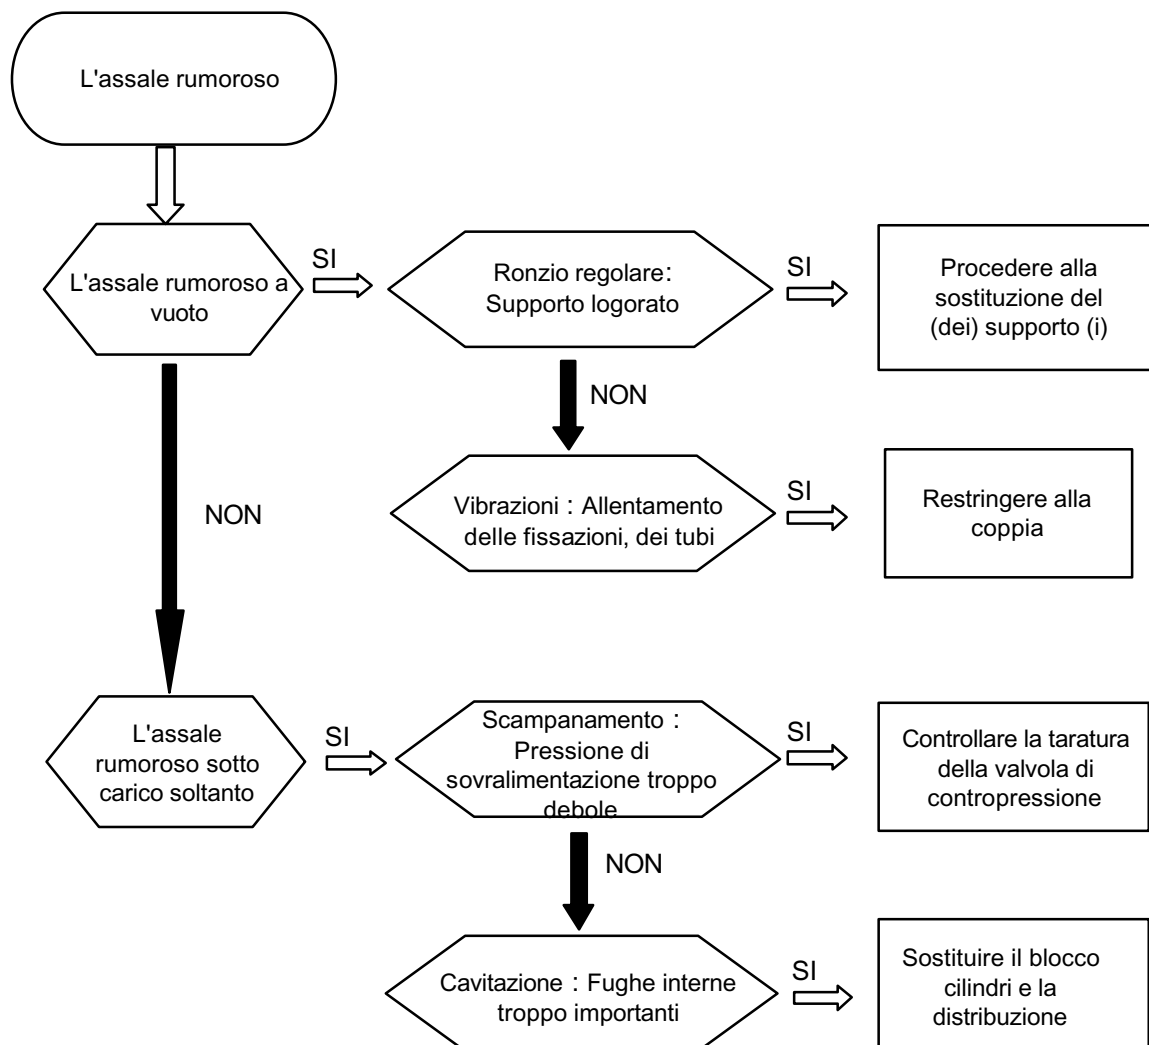 L'assale rumoroso
L'assale rumoroso a
vuoto
SI
Ronzio regolare:
Supporto logorato
SI
Procedere alla
sostituzione del
(dei) supporto (i)
NON
Vibrazioni : Allentamento
delle fissazioni, dei tubi
SI
Restringere alla
coppia
NON
L'assale
rumoroso sotto
carico soltanto
SI
Scampanamento :
Pressione di
sovralimentazione troppo
debole
SI
Controllare la taratura
della valvola di
contropressione
NON
Cavitazione : Fughe interne
troppo importanti
SI
Sostituire il blocco
cilindri e la
distribuzione